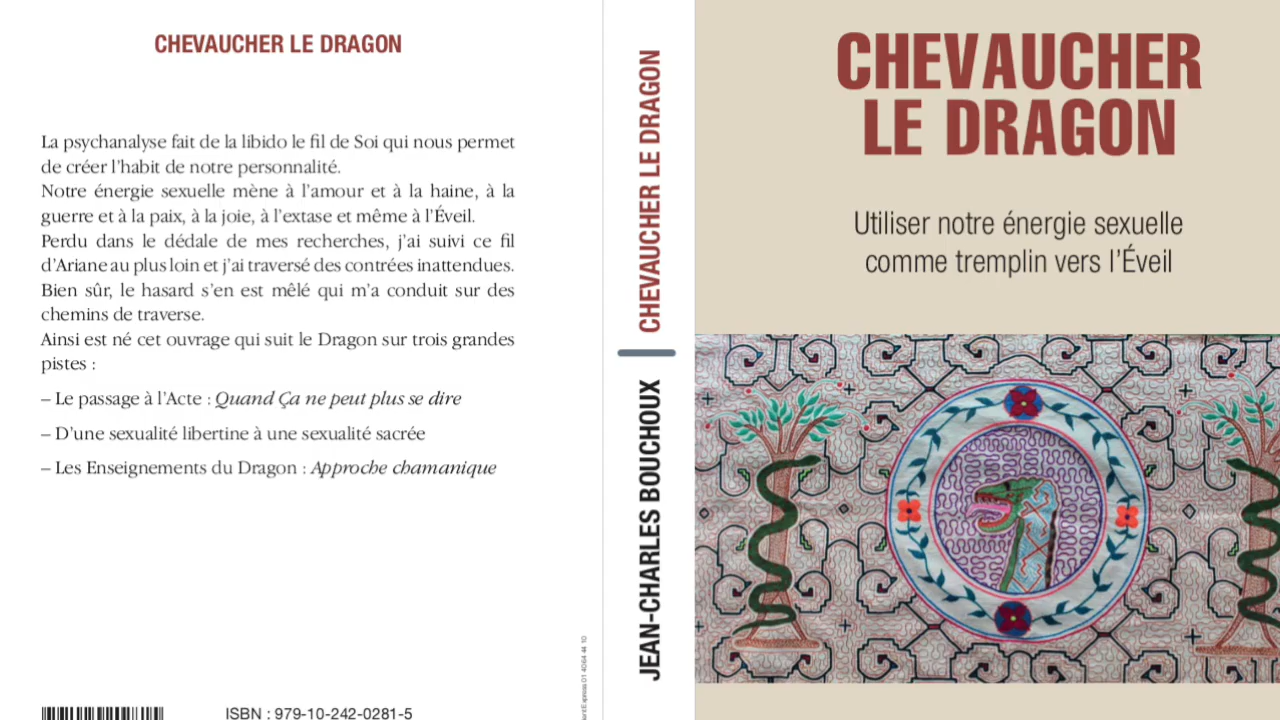 CHEVAUCHER LE DRAGON
La psychanalyse fait de la libido le fil de Soi qui nous permet
de créer l'habit de notre personnalité.
Notre énergie sexuelle mène à l'amour et à la haine, à la
guerre et à la paix, à la joie, à l'extase et même à l'Éveil.
Perdu dans le dédale de mes recherches, j'ai suivi ce fil
d'Ariane au plus loin et j'ai traversé des contrées inattendues.
Bien sûr, le hasard s'en est mêlé qui m'a conduit sur des
chemins de traverse.
Ainsi est né cet ouvrage qui suit le Dragon sur trois grandes
pistes :
– Le passage à l'Acte : Quand Ça ne peut plus se dire
– D'une sexualité libertine à une sexualité sacrée
– Les Enseignements du Dragon : Approche chamanique
ISBN : 979-10-242-0281-5
01 40 64 44 10
CHEVAUCHER LE DRAGON
JEAN-CHARLES BOUCHOUX
CHEVAUCHER
LE DRAGON
Utiliser notre énergie sexuelle
comme tremplin vers l'Éveil